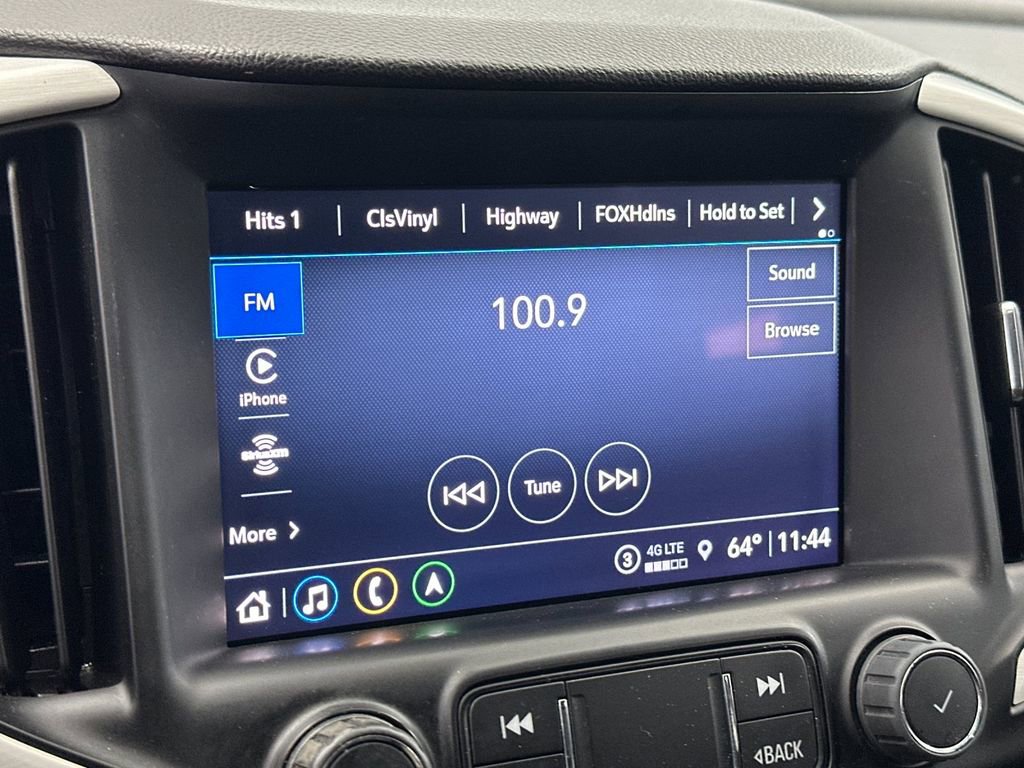 Hits 1 | ClsVinyl | Highway | FOXHdlns | Hold to Set |
FM
100.9
Sound
Browse
iPhone
siriusxm
More
Tune
3 4G LTE 64° | 11:44
BACK